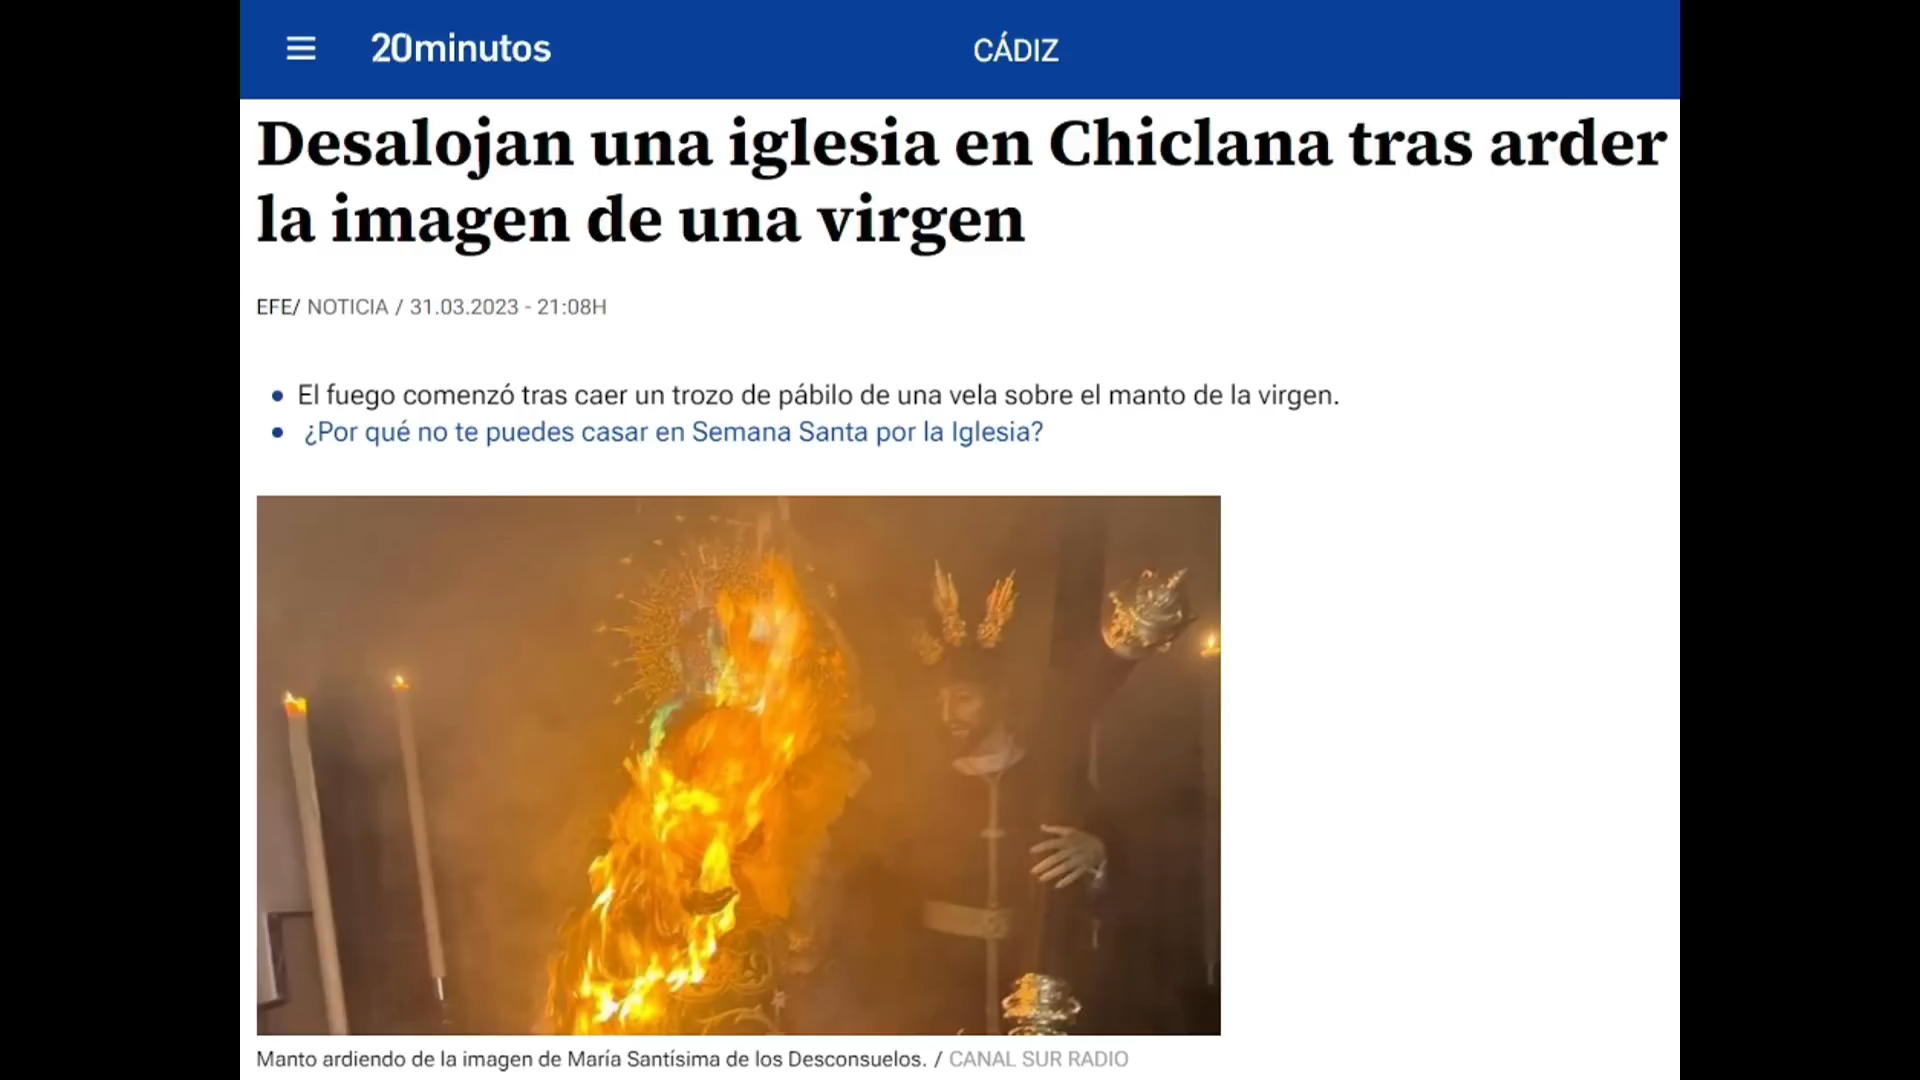 20minutos
CÁDIZ
Desalojan una iglesia en Chiclana tras arder
la imagen de una virgen
EFE/ NOTICIA / 31.03.2023 - 21:08H
El fuego comenzó tras caer un trozo de pábilo de una vela sobre el manto de la virgen.
¿Por qué no te puedes casar en Semana Santa por la Iglesia?
Manto ardiendo de la imagen de María Santísima de los Desconsuelos. / CANAL SUR RADIO